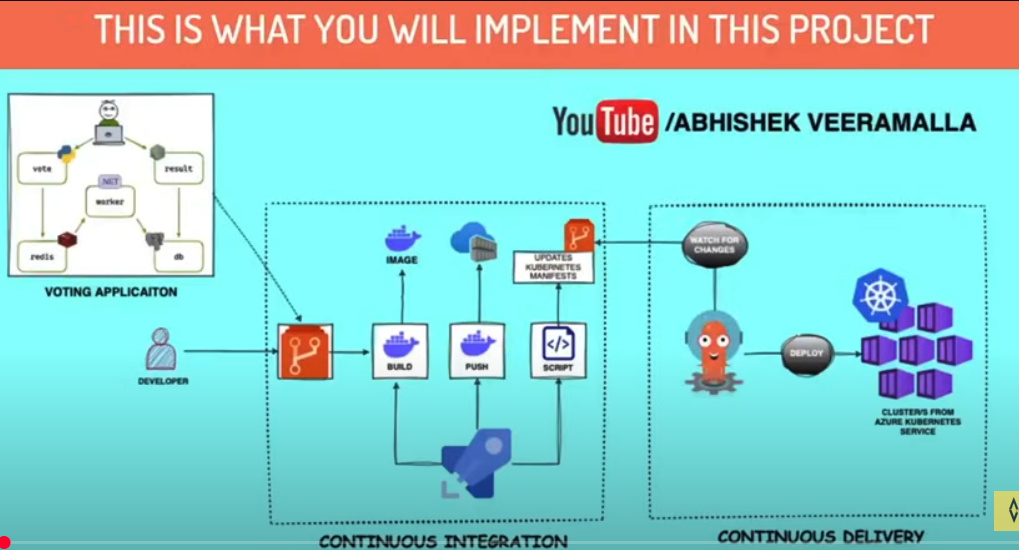 THIS IS WHAT YOU WILL IMPLEMENT IN THIS PROJECT
YouTube /ABHISHEK VEERAMALLA
vote
result
.NET
worker
redis
db
VOTING APPLICAITON
DEVELOPER
IMAGE
UPDATES
KUBERNETES
MANIFESTS
BUILD
PUSH
</>
SCRIPT
WATCH FOR
CHANGES
DEPLOY
CLUSTER/S FROM
AZURE KUBERNETES
SERVICE
CONTINUOUS INTEGRATION
CONTINUOUS DELIVERY